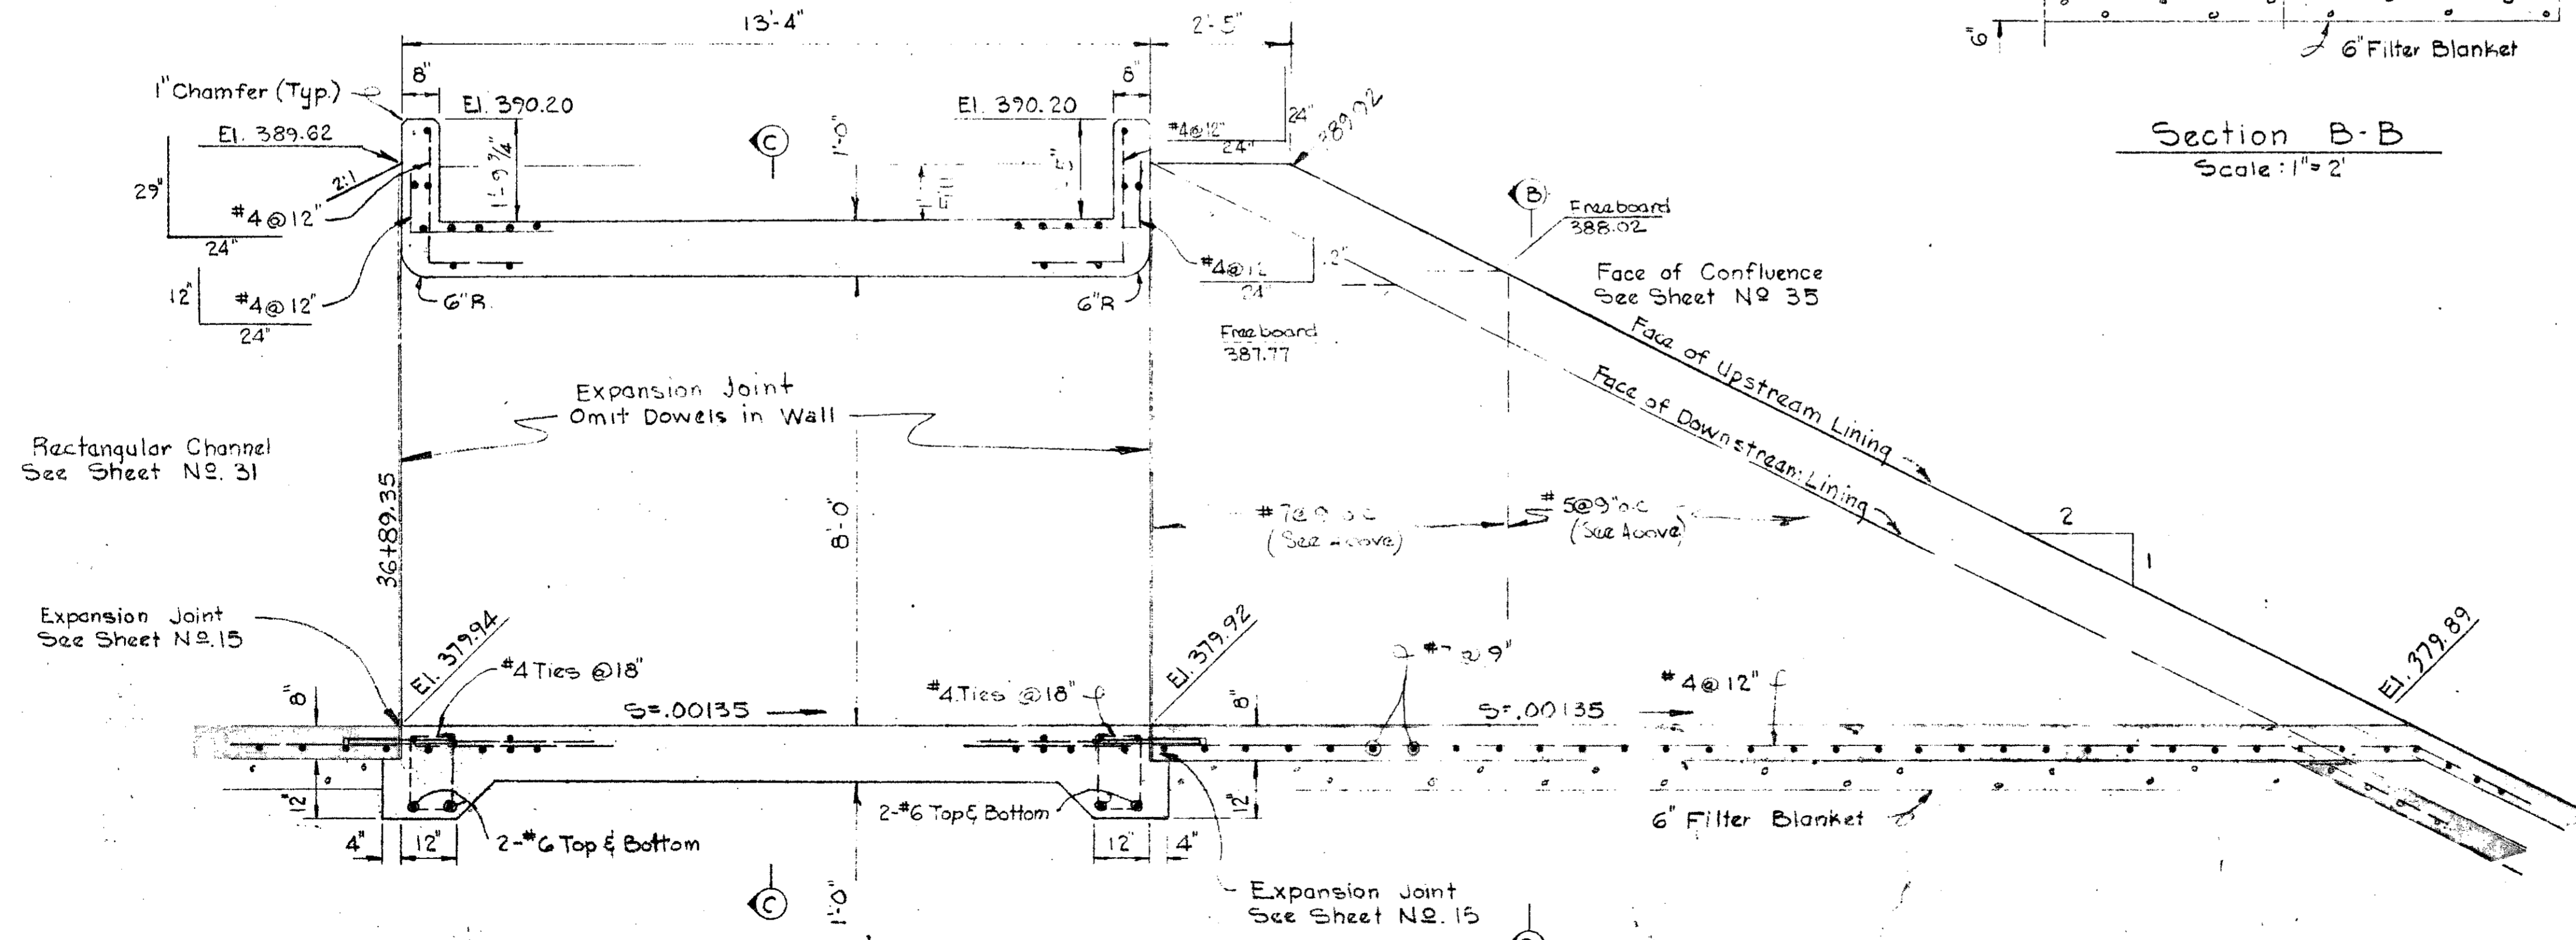 13'-4"
2'-5"
6"
6" Filter Blanket
Section B-B
Scale: 1"= 2'
8"
8"
1" Chamfer (Typ.)
El. 390.20
El. 390.20
El. 389.62
C
1'-0"
#4@12"
24"
24"
2:1
29"
24"
1'-9 3/4"
#4@12"
Fill
B
Freeboard
388.02
Face of Confluence
See Sheet No. 35
12"
24"
#4@12"
6"R.
6"R
#4@12
24"
Freeboard
387.77
Face of Upstream Lining
Face of Downstream Lining
Expansion Joint
Omit Dowels in Wall
Rectangular Channel
See Sheet No. 31
36+89.35
8'-0"
(See Above)
#5@9"o.c
(See Above)
2
1
Expansion Joint
See Sheet No. 15
El. 379.94
#4 Ties @18"
El. 379.92
#4 Ties @18"
@9"
#4@12"
El. 379.89
8"
S=.00135
8"
S=.00135
12"
12"
2-#6 Top & Bottom
2-#6 Top & Bottom
4"
12"
12"
4"
6" Filter Blanket
C
1'-0"
Expansion Joint
See Sheet No. 15